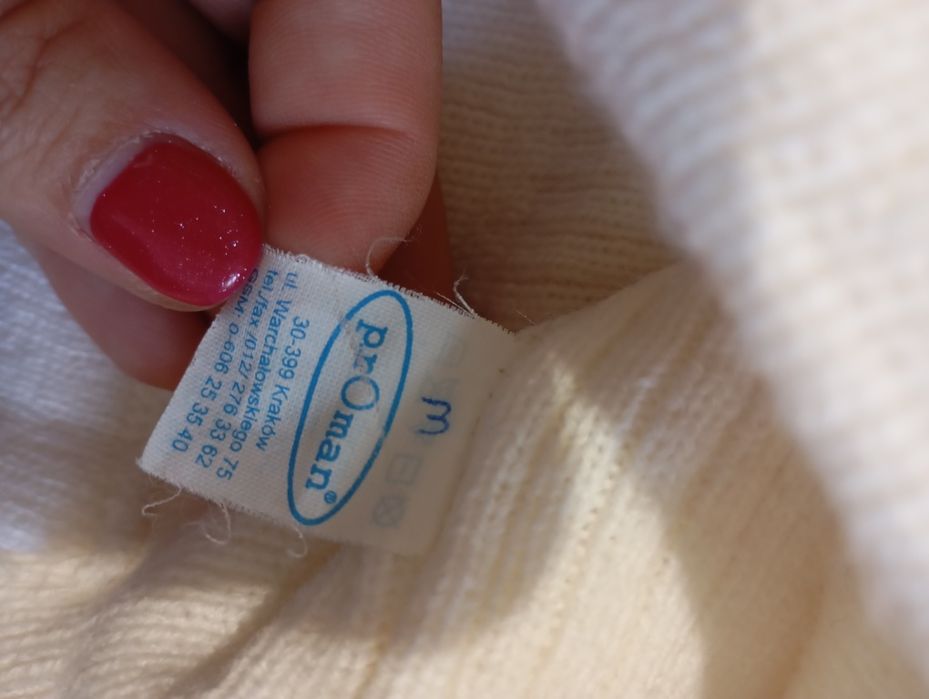 prOman®
30-399 Kraków
ul. Warchałowskiego 75
tel/fax /012/ 276 33 62
GSM: 0-606 25 35 40
M